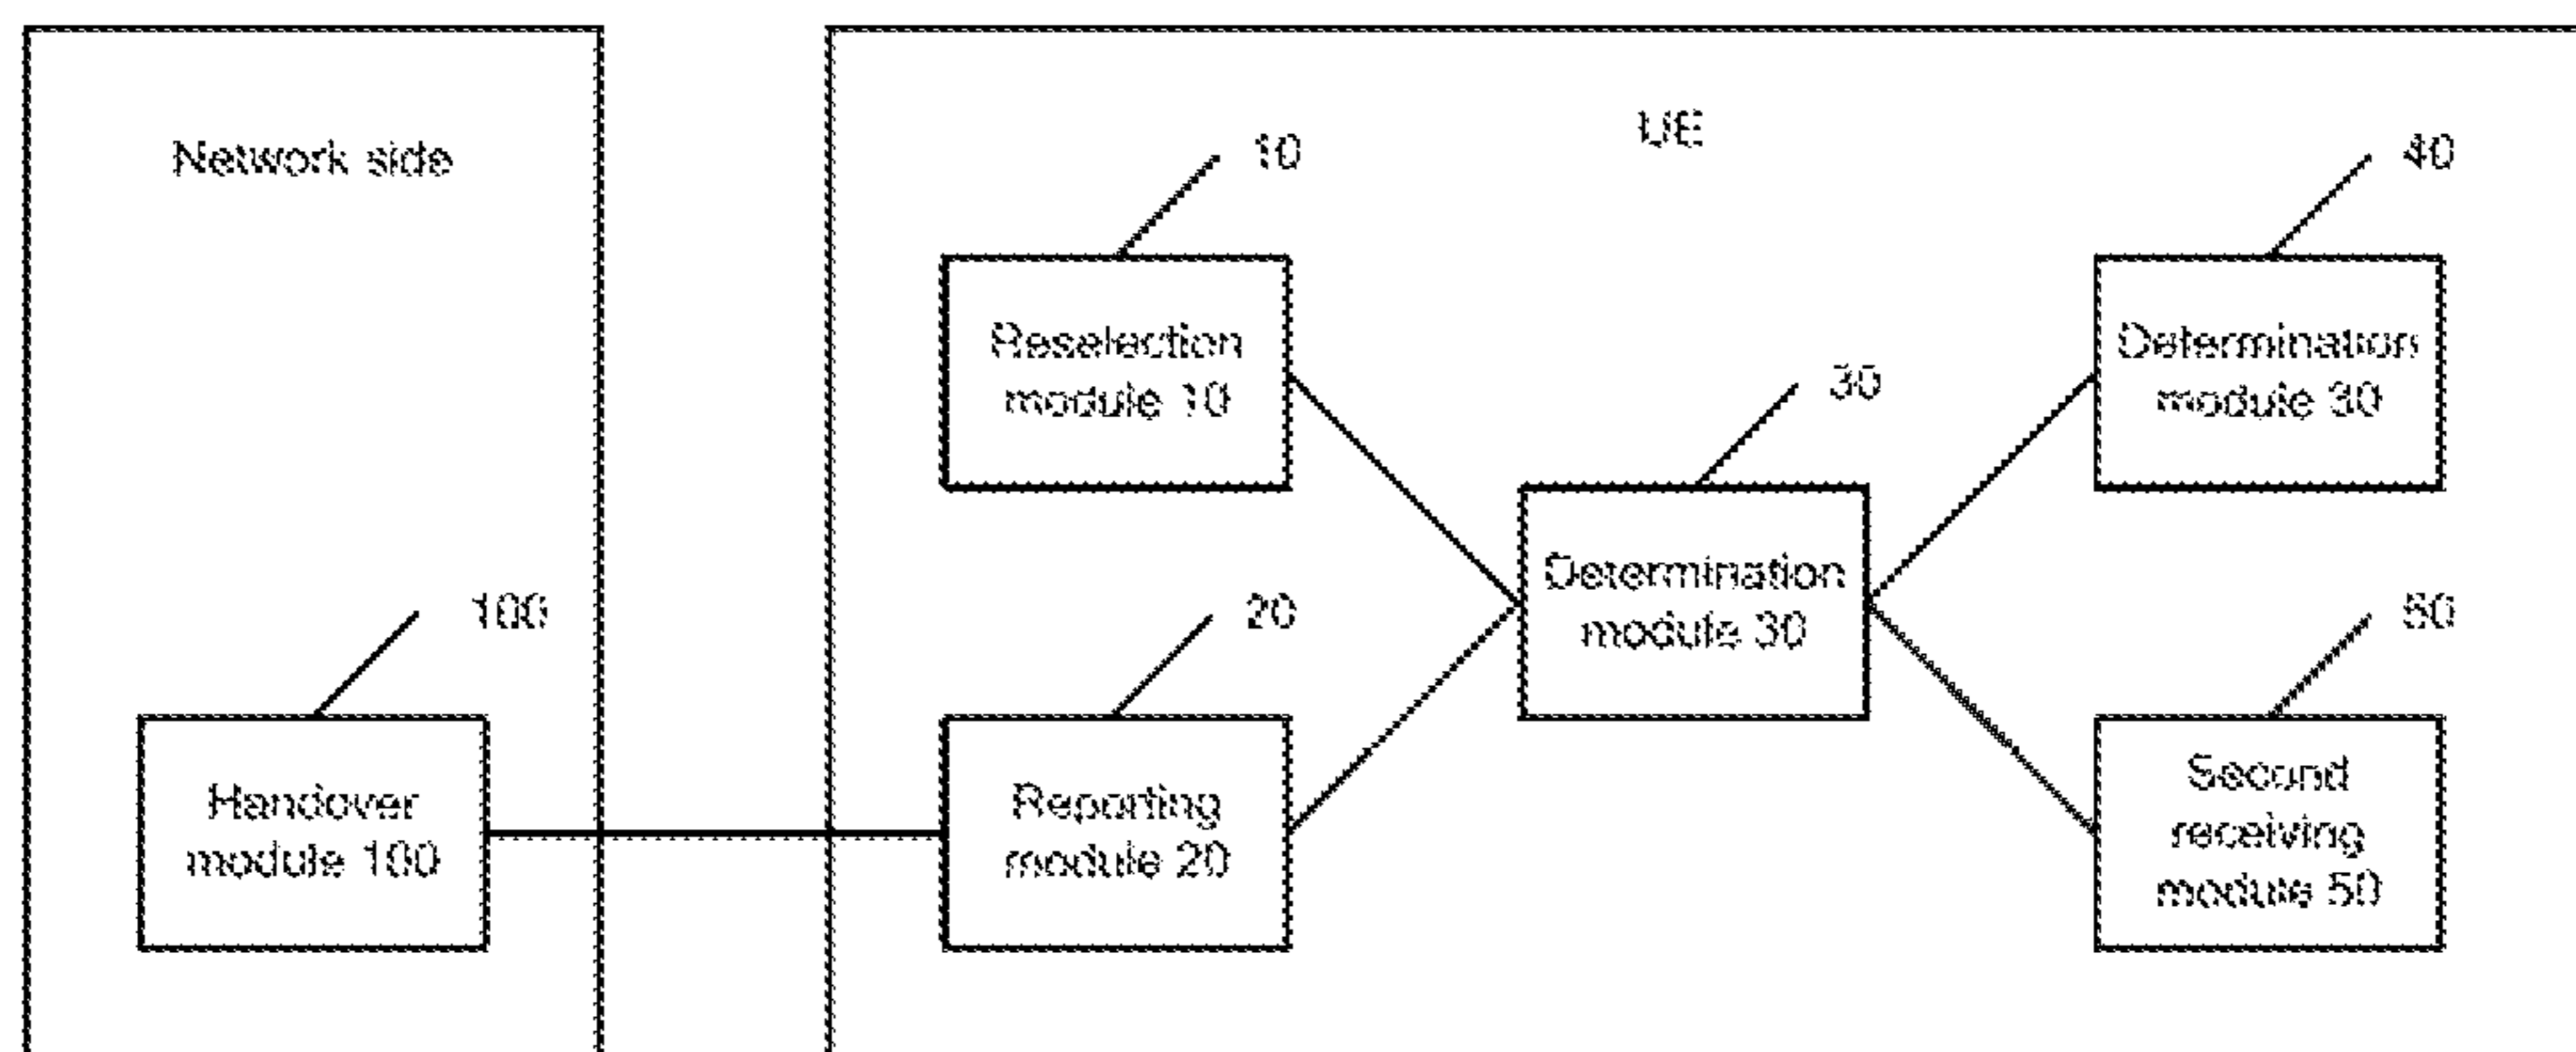 Network side
UE
10
40
Reselection
module 10
Determination
module 30
30
Determination
module 30
100
20
50
Handover
module 100
Reporting
module 20
Second
receiving
module 50